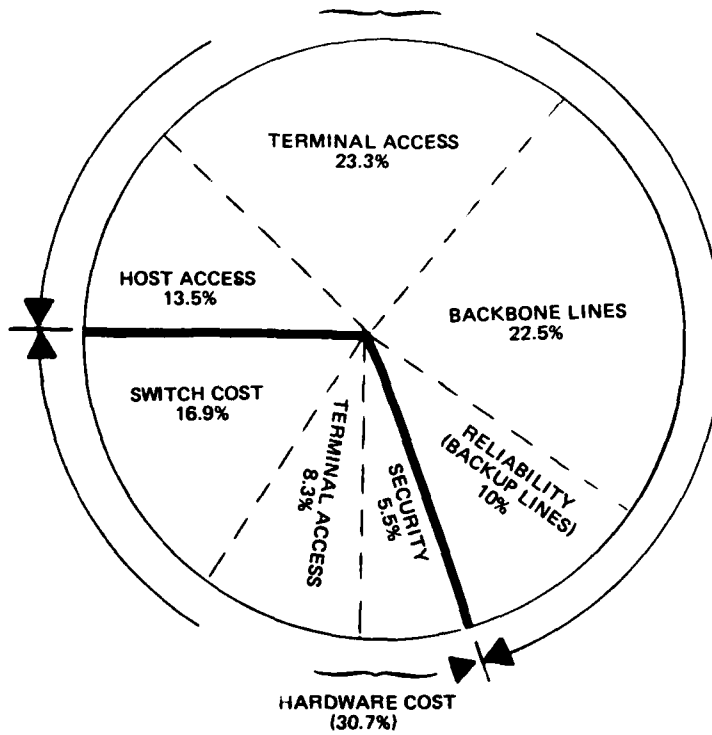 TERMINAL ACCESS
23.3%
HOST ACCESS
13.5%
BACKBONE LINES
22.5%
SWITCH COST
16.9%
TERMINAL ACCESS
8.3%
SECURITY
5.5%
RELIABILITY
(BACKUP LINES)
10%
HARDWARE COST
(30.7%)